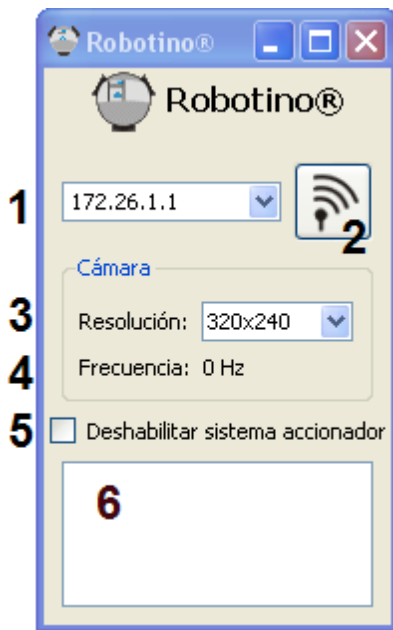 Robotino®
Robotino®
1 172.26.1.1 2
Cámara
3 Resolución: 320x240
4 Frecuencia: 0 Hz
5 Deshabilitar sistema accionador
6